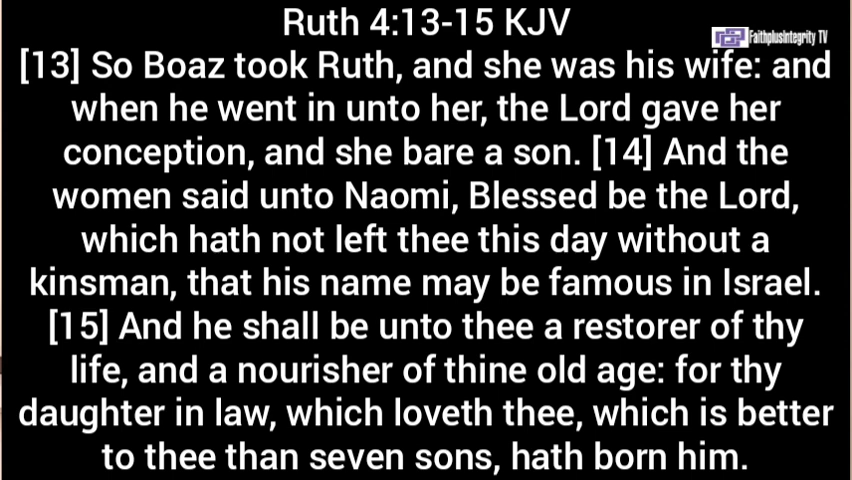 Ruth 4:13-15 KJV
FaithplusIntegrity TV
[13] So Boaz took Ruth, and she was his wife: and
when he went in unto her, the Lord gave her
conception, and she bare a son. [14] And the
women said unto Naomi, Blessed be the Lord,
which hath not left thee this day without a
kinsman, that his name may be famous in Israel.
[15] And he shall be unto thee a restorer of thy
life, and a nourisher of thine old age: for thy
daughter in law, which loveth thee, which is better
to thee than seven sons, hath born him.